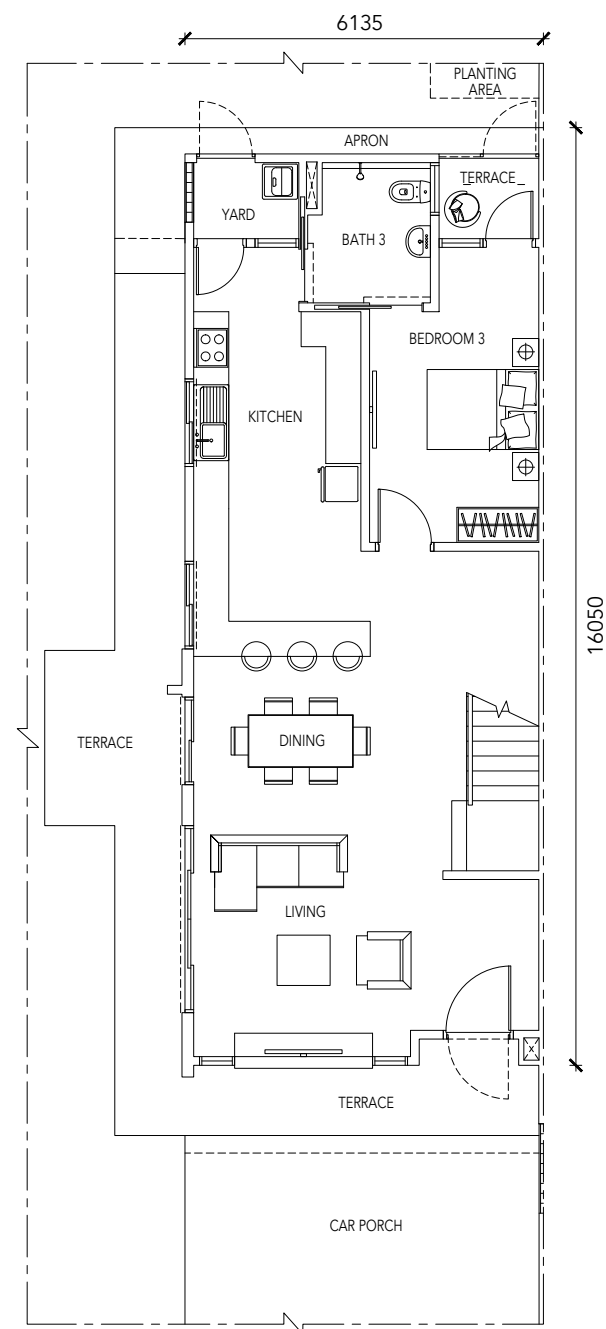 6135
PLANTING
AREA
APRON
TERRACE
YARD
BATH 3
BEDROOM 3
KITCHEN
16050
TERRACE
DINING
LIVING
TERRACE
CAR PORCH